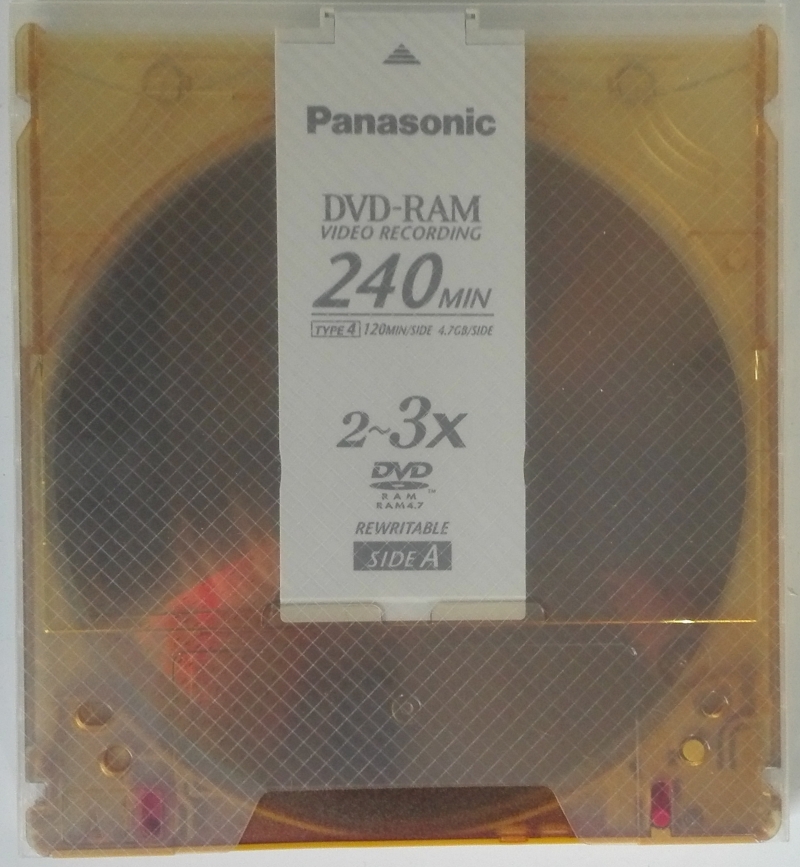 Panasonic
DVD-RAM
VIDEO RECORDING
240MIN
TYPE 4 120MIN/SIDE 4.7GB/SIDE
2~3x
DVD
RAM™
RAM4.7
REWRITABLE
SIDE A